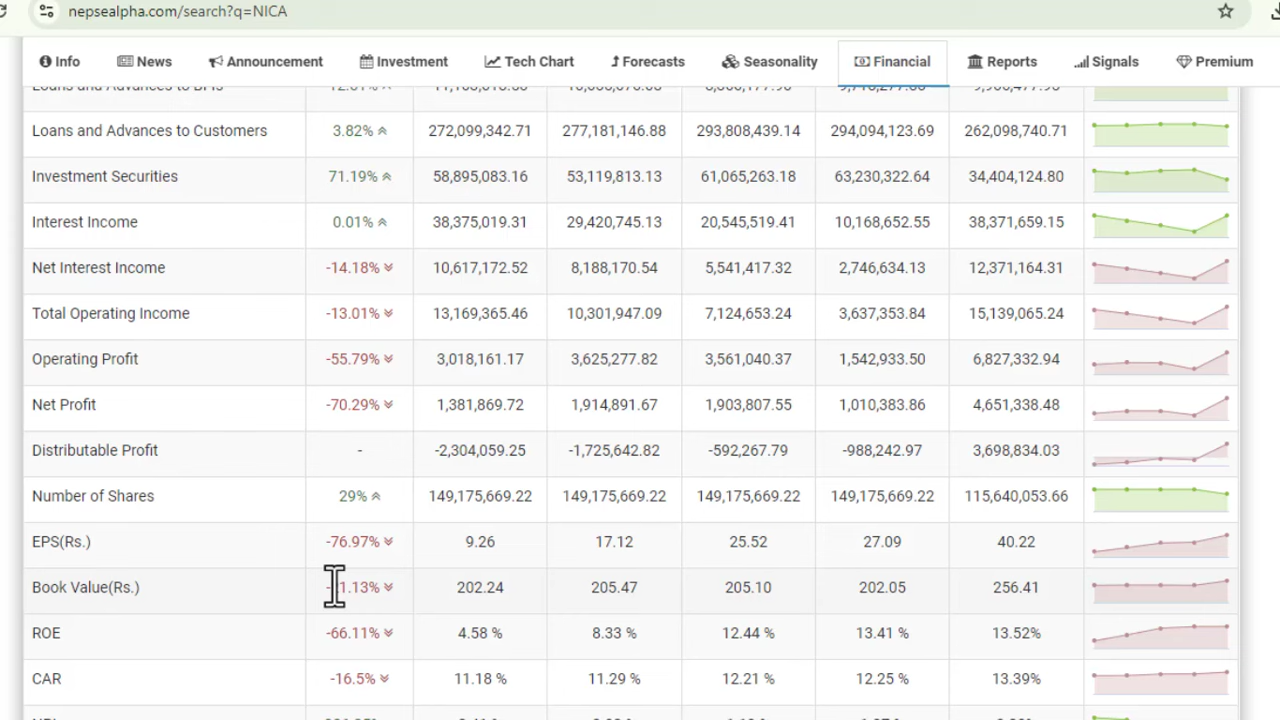 nepsealpha.com/search?q=NICA
Info News Announcement Investment Tech Chart Forecasts Seasonality Financial Reports Signals Premium
Loans and Advances to
Loans and Advances to Customers 3.82% 272,099,342.71 277,181,146.88 293,808,439.14 294,094,123.69 262,098,740.71
Investment Securities 71.19% 58,895,083.16 53,119,813.13 61,065,263.18 63,230,322.64 34,404,124.80
Interest Income 0.01% 38,375,019.31 29,420,745.13 20,545,519.41 10,168,652.55 38,371,659.15
Net Interest Income -14.18% 10,617,172.52 8,188,170.54 5,541,417.32 2,746,634.13 12,371,164.31
Total Operating Income -13.01% 13,169,365.46 10,301,947.09 7,124,653.24 3,637,353.84 15,139,065.24
Operating Profit -55.79% 3,018,161.17 3,625,277.82 3,561,040.37 1,542,933.50 6,827,332.94
Net Profit -70.29% 1,381,869.72 1,914,891.67 1,903,807.55 1,010,383.86 4,651,338.48
Distributable Profit - -2,304,059.25 -1,725,642.82 -592,267.79 -988,242.97 3,698,834.03
Number of Shares 29% 149,175,669.22 149,175,669.22 149,175,669.22 149,175,669.22 115,640,053.66
EPS(Rs.) -76.97% 9.26 17.12 25.52 27.09 40.22
Book Value(Rs.) 202.24 205.47 205.10 202.05 256.41
ROE -66.11% 4.58 % 8.33 % 12.44 % 13.41 % 13.52%
CAR -16.5% 11.18 % 11.29 % 12.21 % 12.25 % 13.39%